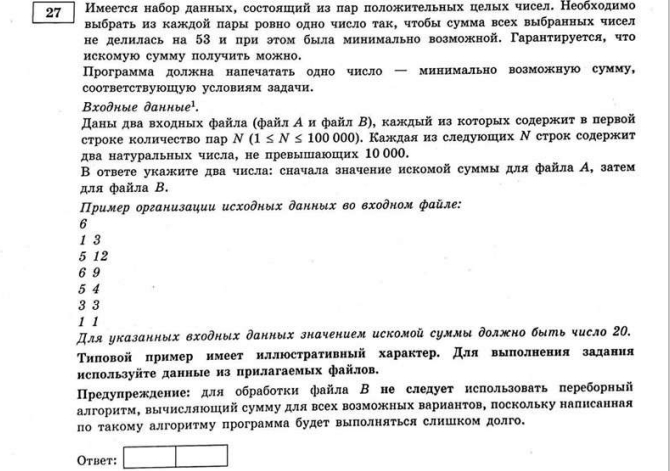 27
Имеется набор данных, состоящий из пар положительных целых чисел. Необходимо
выбрать из каждой пары ровно одно число так, чтобы сумма всех выбранных чисел
не делилась на 53 и при этом была минимально возможной. Гарантируется, что
искомую сумму получить можно.
Программа должна напечатать одно число — минимально возможную сумму,
соответствующую условиям задачи.
Входные данные¹.
Даны два входных файла (файл А и файл В), каждый из которых содержит в первой
строке количество пар N (1 ≤ N ≤ 100 000). Каждая из следующих N строк содержит
два натуральных числа, не превышающих 10 000.
В ответе укажите два числа: сначала значение искомой суммы для файла А, затем
для файла В.
Пример организации исходных данных во входном файле:
6
1 3
5 12
6 9
5 4
3 3
1 1
Для указанных входных данных значением искомой суммы должно быть число 20.
Типовой пример имеет иллюстративный характер. Для выполнения задания
используйте данные из прилагаемых файлов.
Предупреждение: для обработки файла В не следует использовать переборный
алгоритм, вычисляющий сумму для всех возможных вариантов, поскольку написанная
по такому алгоритму программа будет выполняться слишком долго.
Ответ: